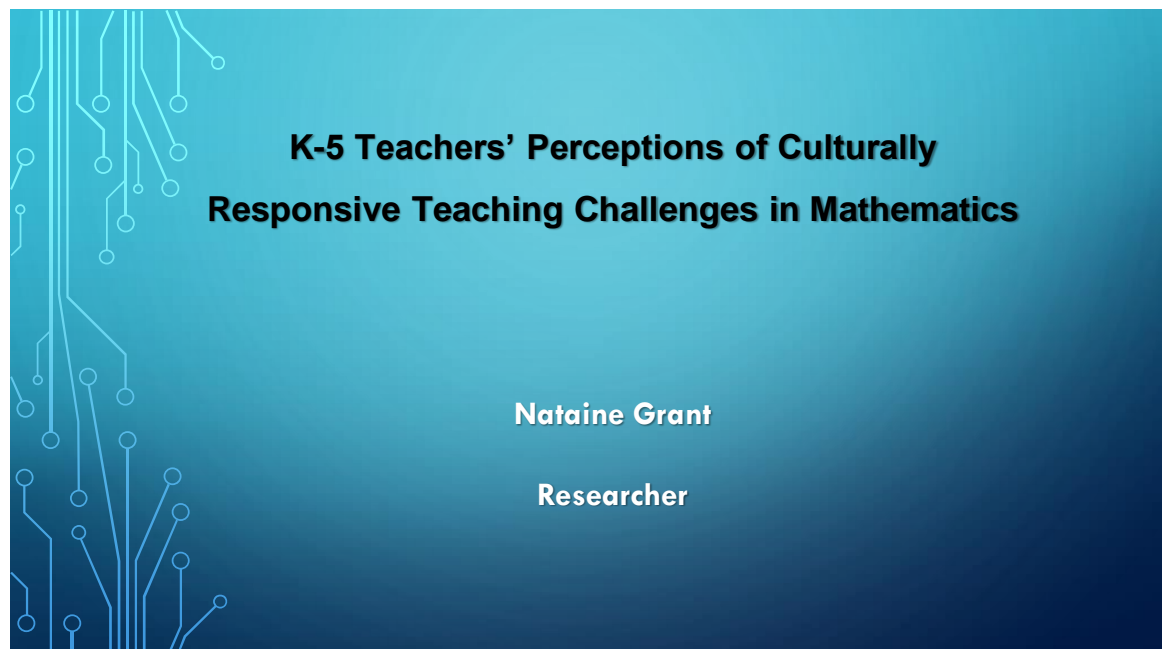 K-5 Teachers’ Perceptions of Culturally
Responsive Teaching Challenges in Mathematics
Nataine Grant
Researcher